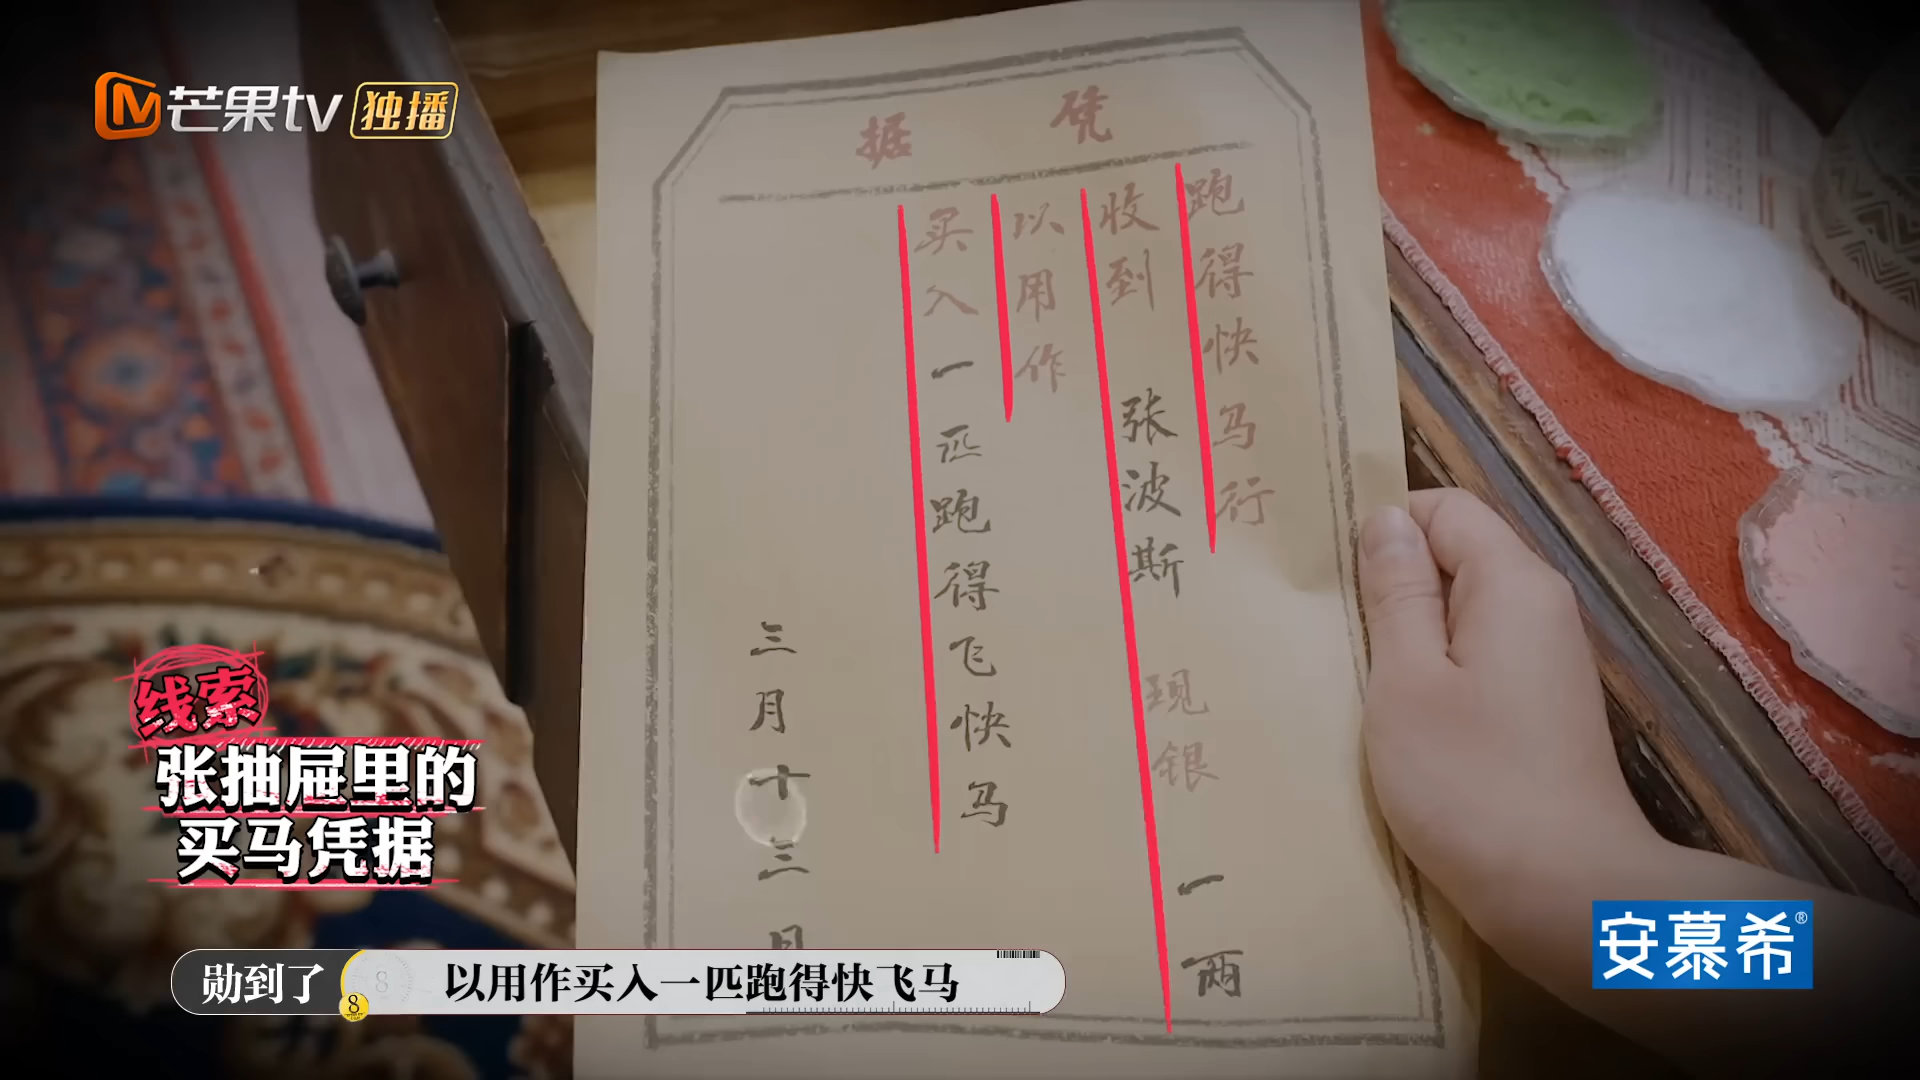 芒果tv 独播
凭据
跑得快马行
收到 张波斯 现银 一两
以用作
买入一匹跑得飞快马
三月十三月
线索
张抽屉里的
买马凭据
勋到了 以用作买入一匹跑得快飞马
安慕希®